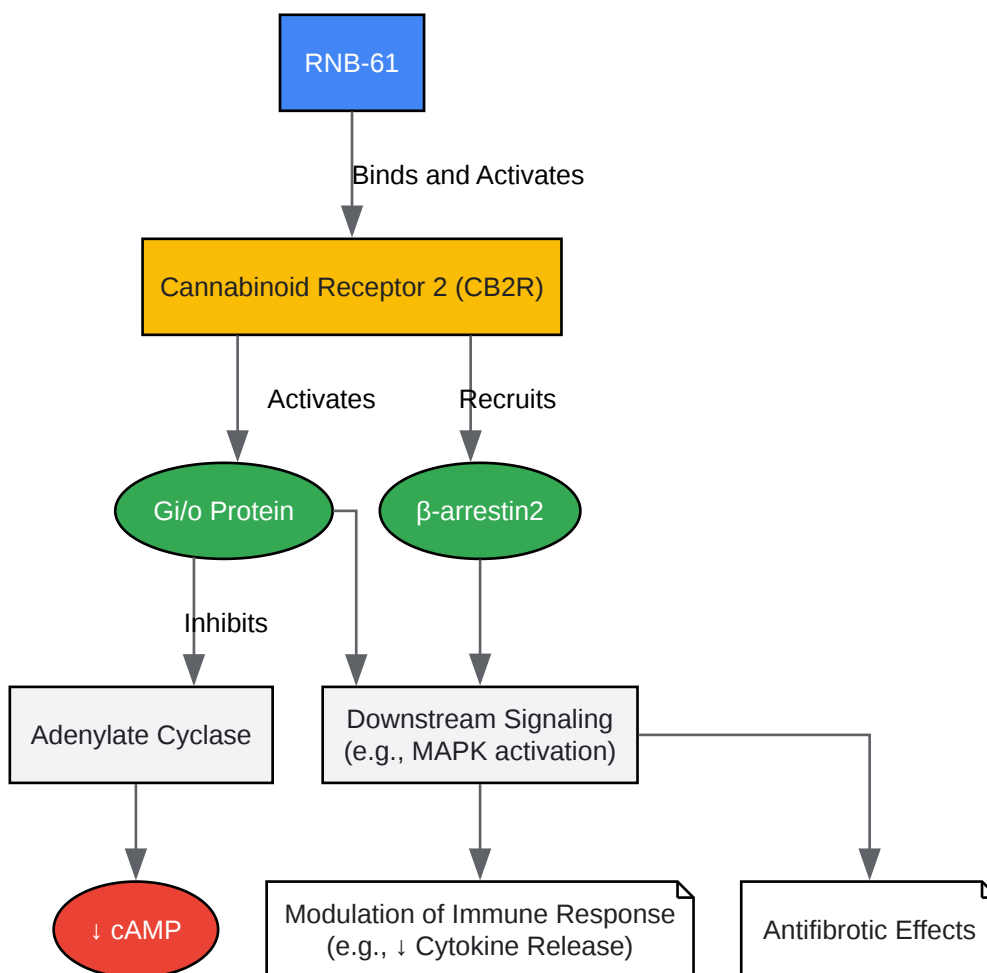 RNB-61
Binds and Activates
Cannabinoid Receptor 2 (CB2R)
Activates
Recruits
Gi/o Protein
β-arrestin2
Inhibits
Adenylate Cyclase
Downstream Signaling
(e.g., MAPK activation)
↓ cAMP
Modulation of Immune Response
(e.g., ↓ Cytokine Release)
Antifibrotic Effects